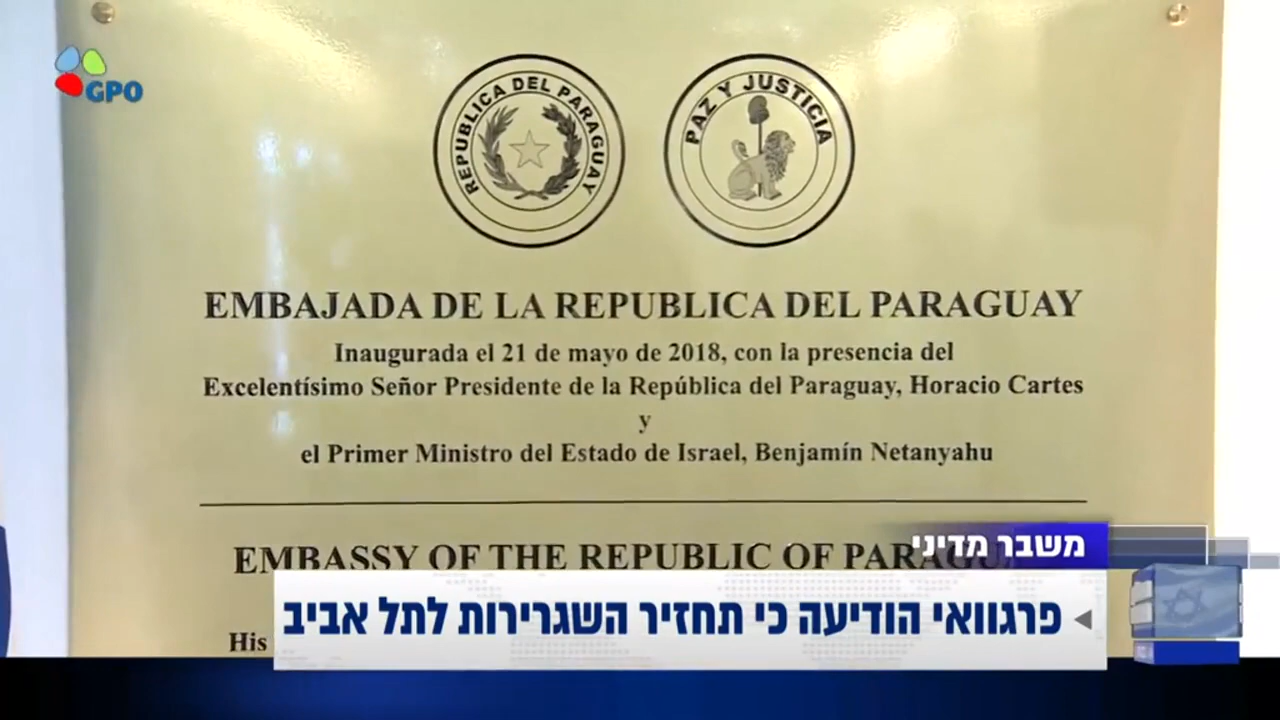 GPO
REPUBLICA DEL PARAGUAY
PAZ Y JUSTICIA
EMBAJADA DE LA REPUBLICA DEL PARAGUAY
Inaugurada el 21 de mayo de 2018, con la presencia del
Excelentísimo Señor Presidente de la República del Paraguay, Horacio Cartes
y
el Primer Ministro del Estado de Israel, Benjamín Netanyahu
EMBASSY OF THE REPUBLIC OF
משבר מדיני
פרגוואי הודיעה כי תחזיר השגרירות לתל אביב
His